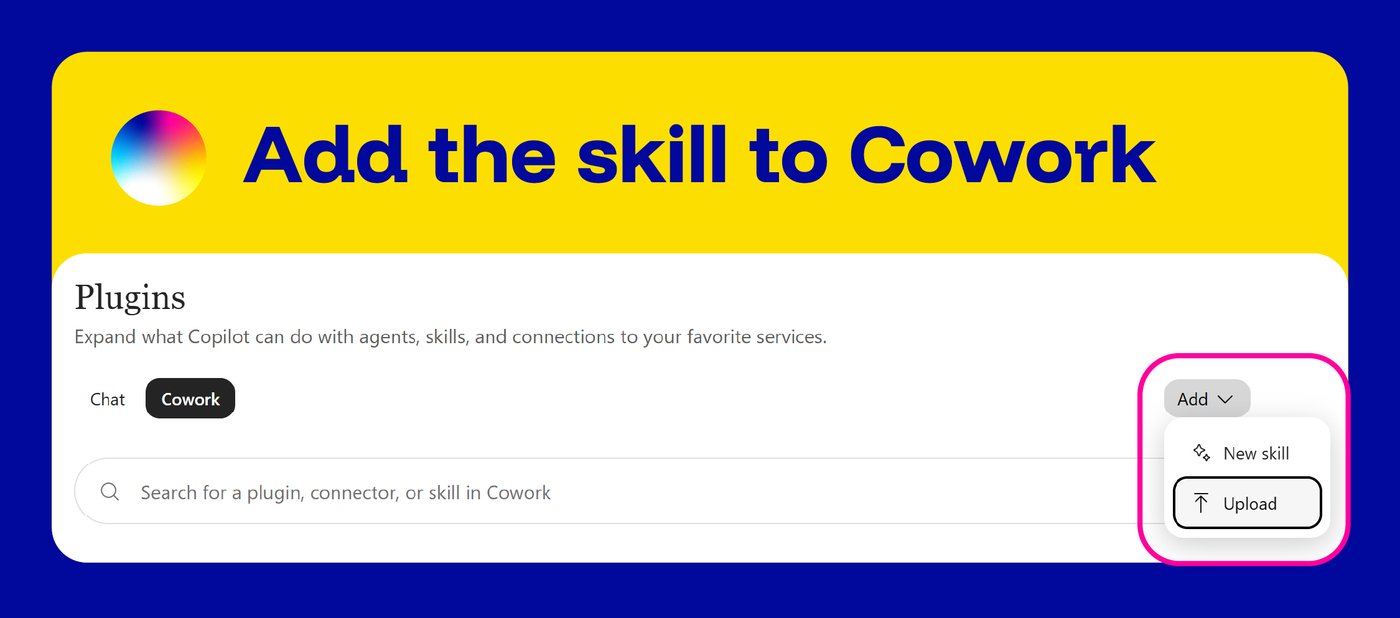 Add the skill to Cowork
Plugins
Expand what Copilot can do with agents, skills, and connections to your favorite services.
Chat
Cowork
Add
New skill
Search for a plugin, connector, or skill in Cowork
Upload